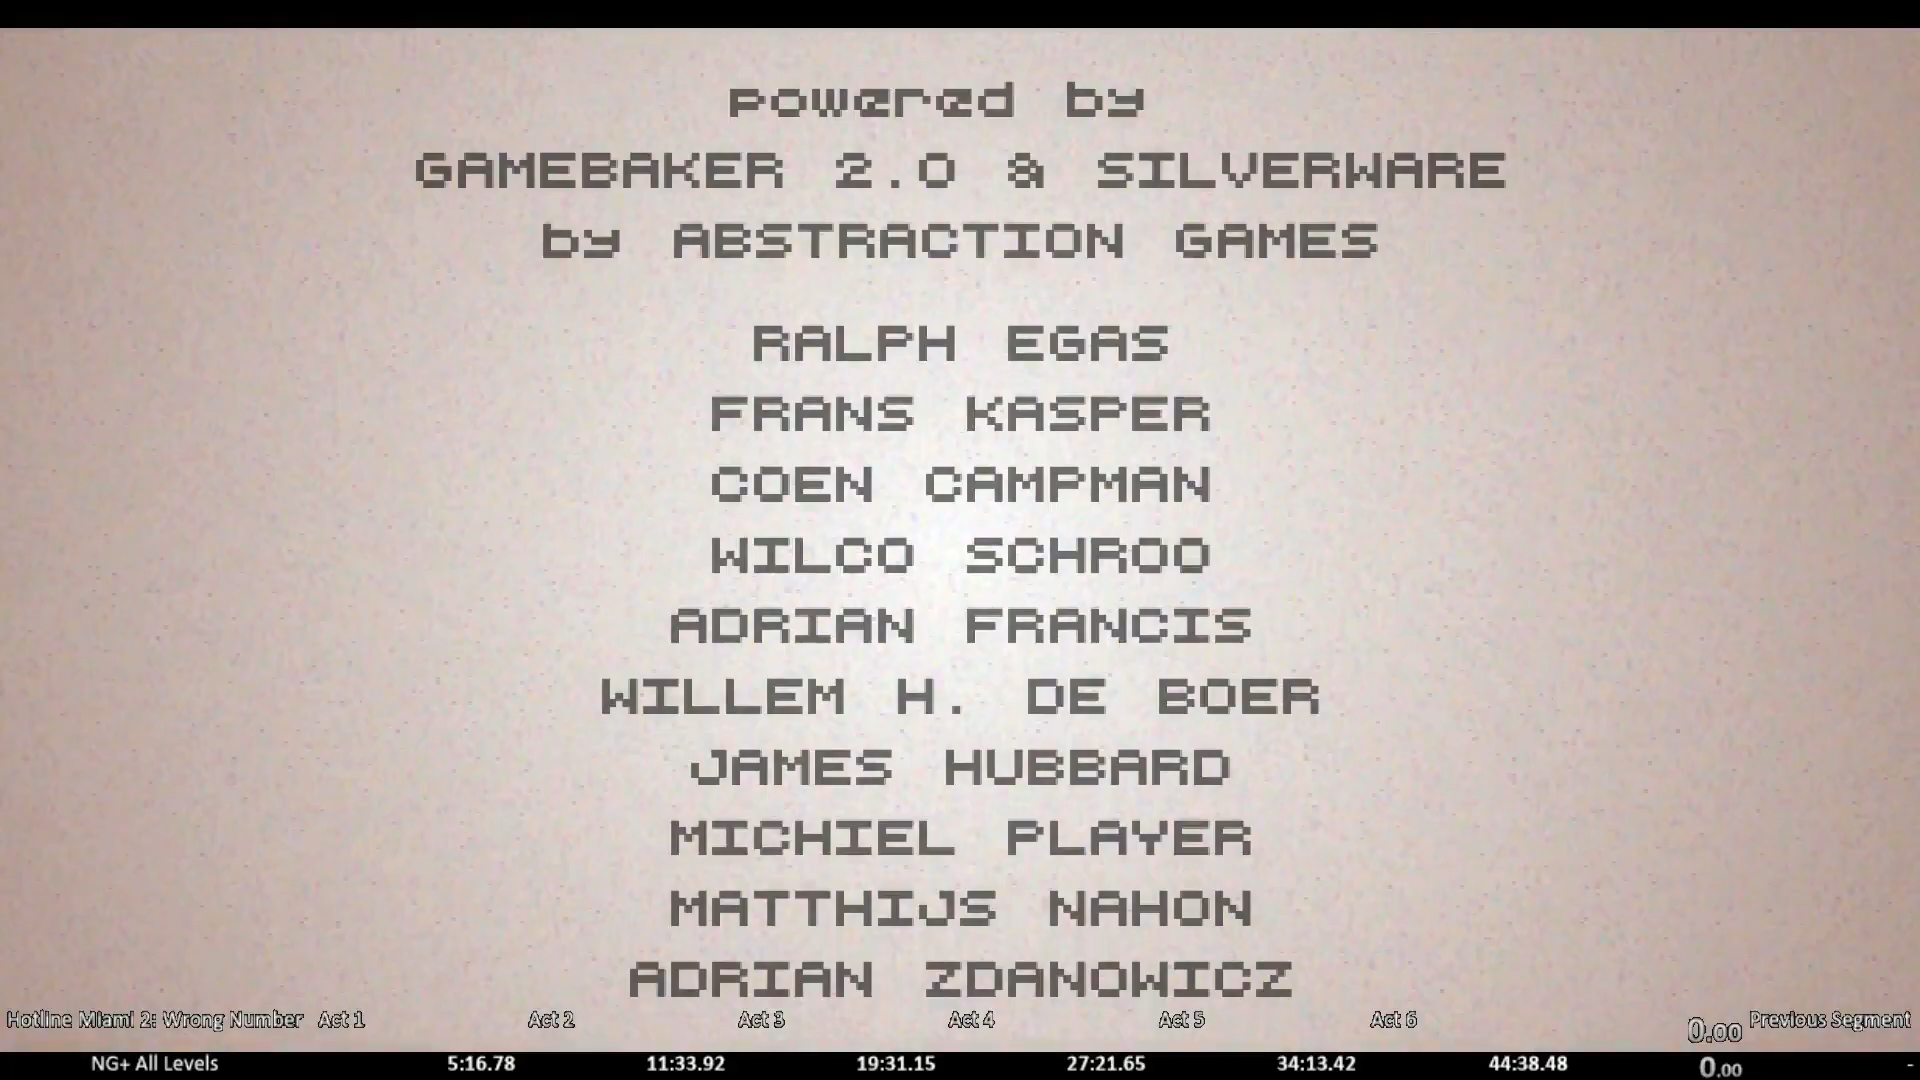 powered by
GAMEBAKER 2.0 & SILVERWARE
by ABSTRACTION GAMES
RALPH EGAS
FRANS KASPER
COEN CAMPMAN
WILCO SCHROO
ADRIAN FRANCIS
WILLEM H. DE BOER
JAMES HUBBARD
MICHIEL PLAYER
MATTHIJS NAHON
ADRIAN ZDANOWICZ
Hotline Miami 2: Wrong Number Act 1 Act 2 Act 3 Act 4 Act 5 Act 6 0.00 Previous Segment
NG+ All Levels 5:16.78 11:33.92 19:31.15 27:21.65 34:13.42 44:38.48 0.00 -